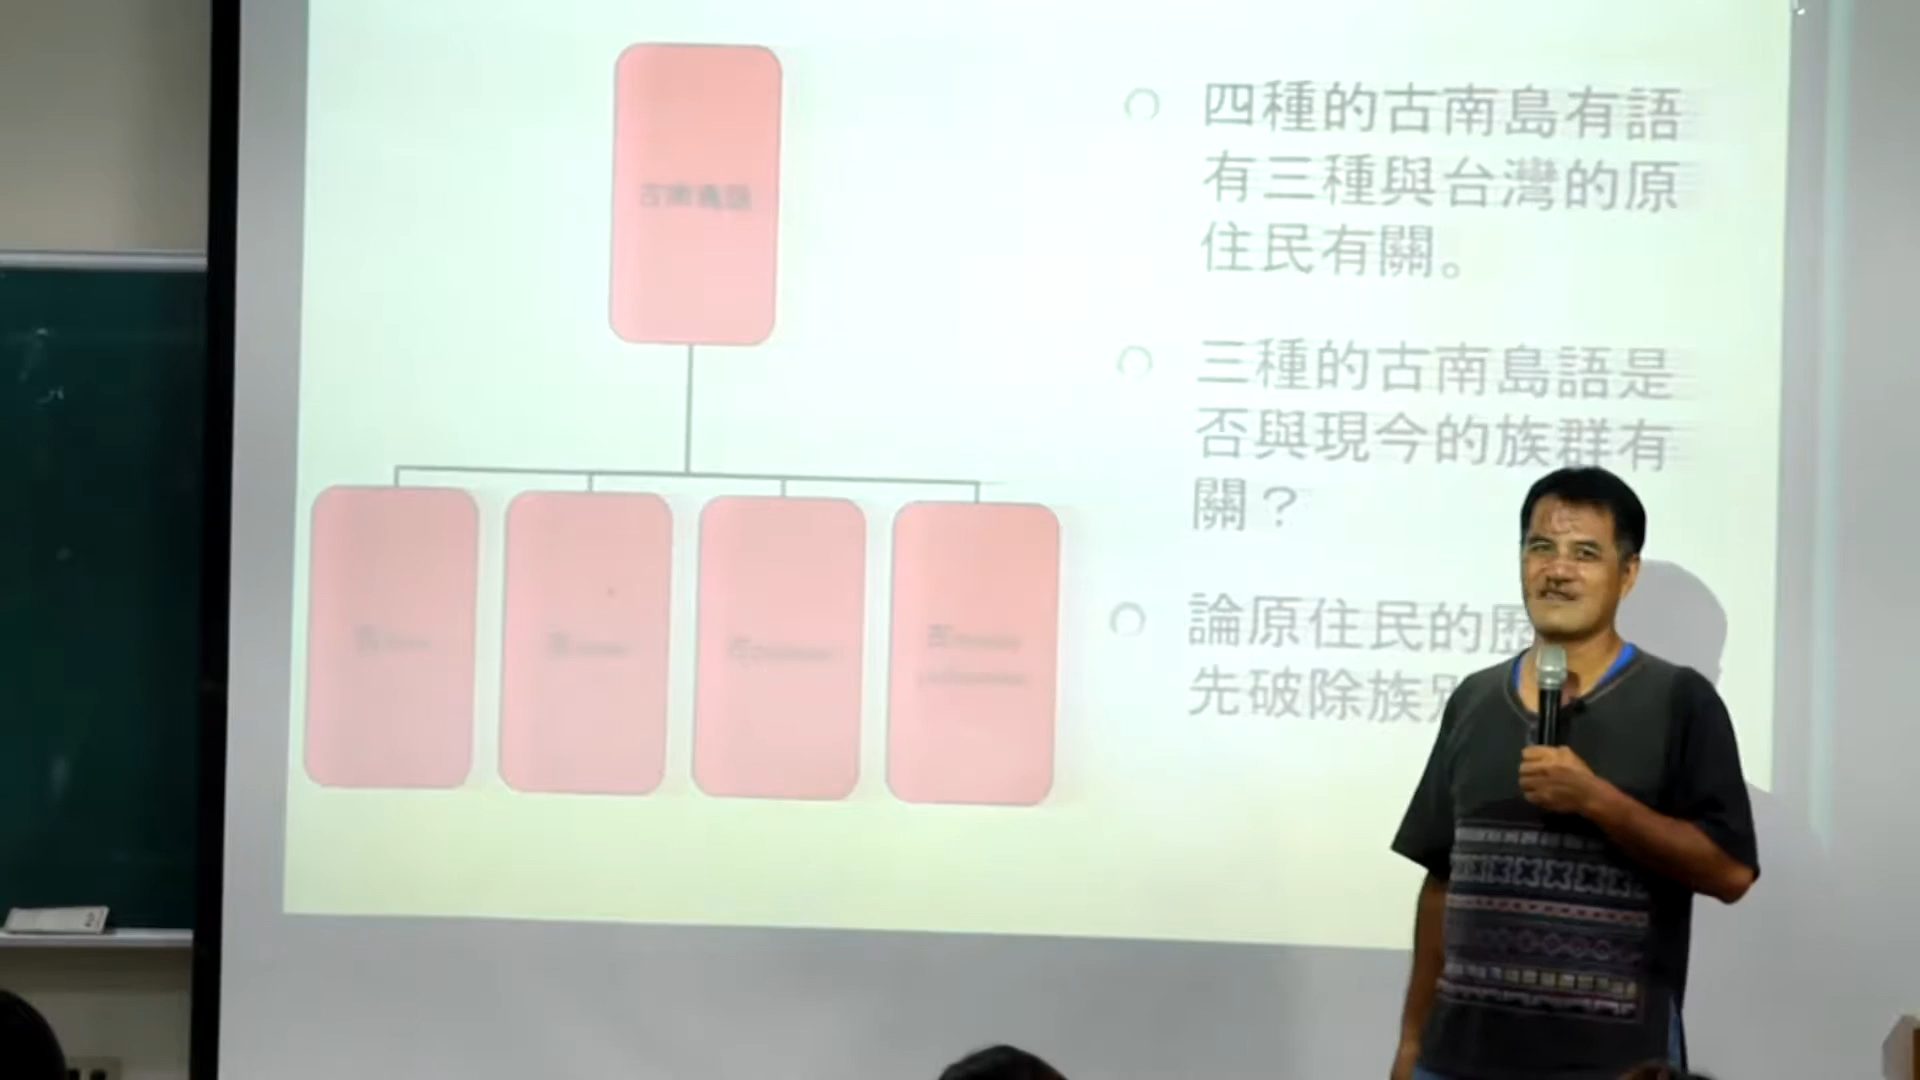 古南島語
四種的古南島有語
有三種與台灣的原
住民有關。
三種的古南島語是
否與現今的族群有
關？
論原住民的歷
先破除族別